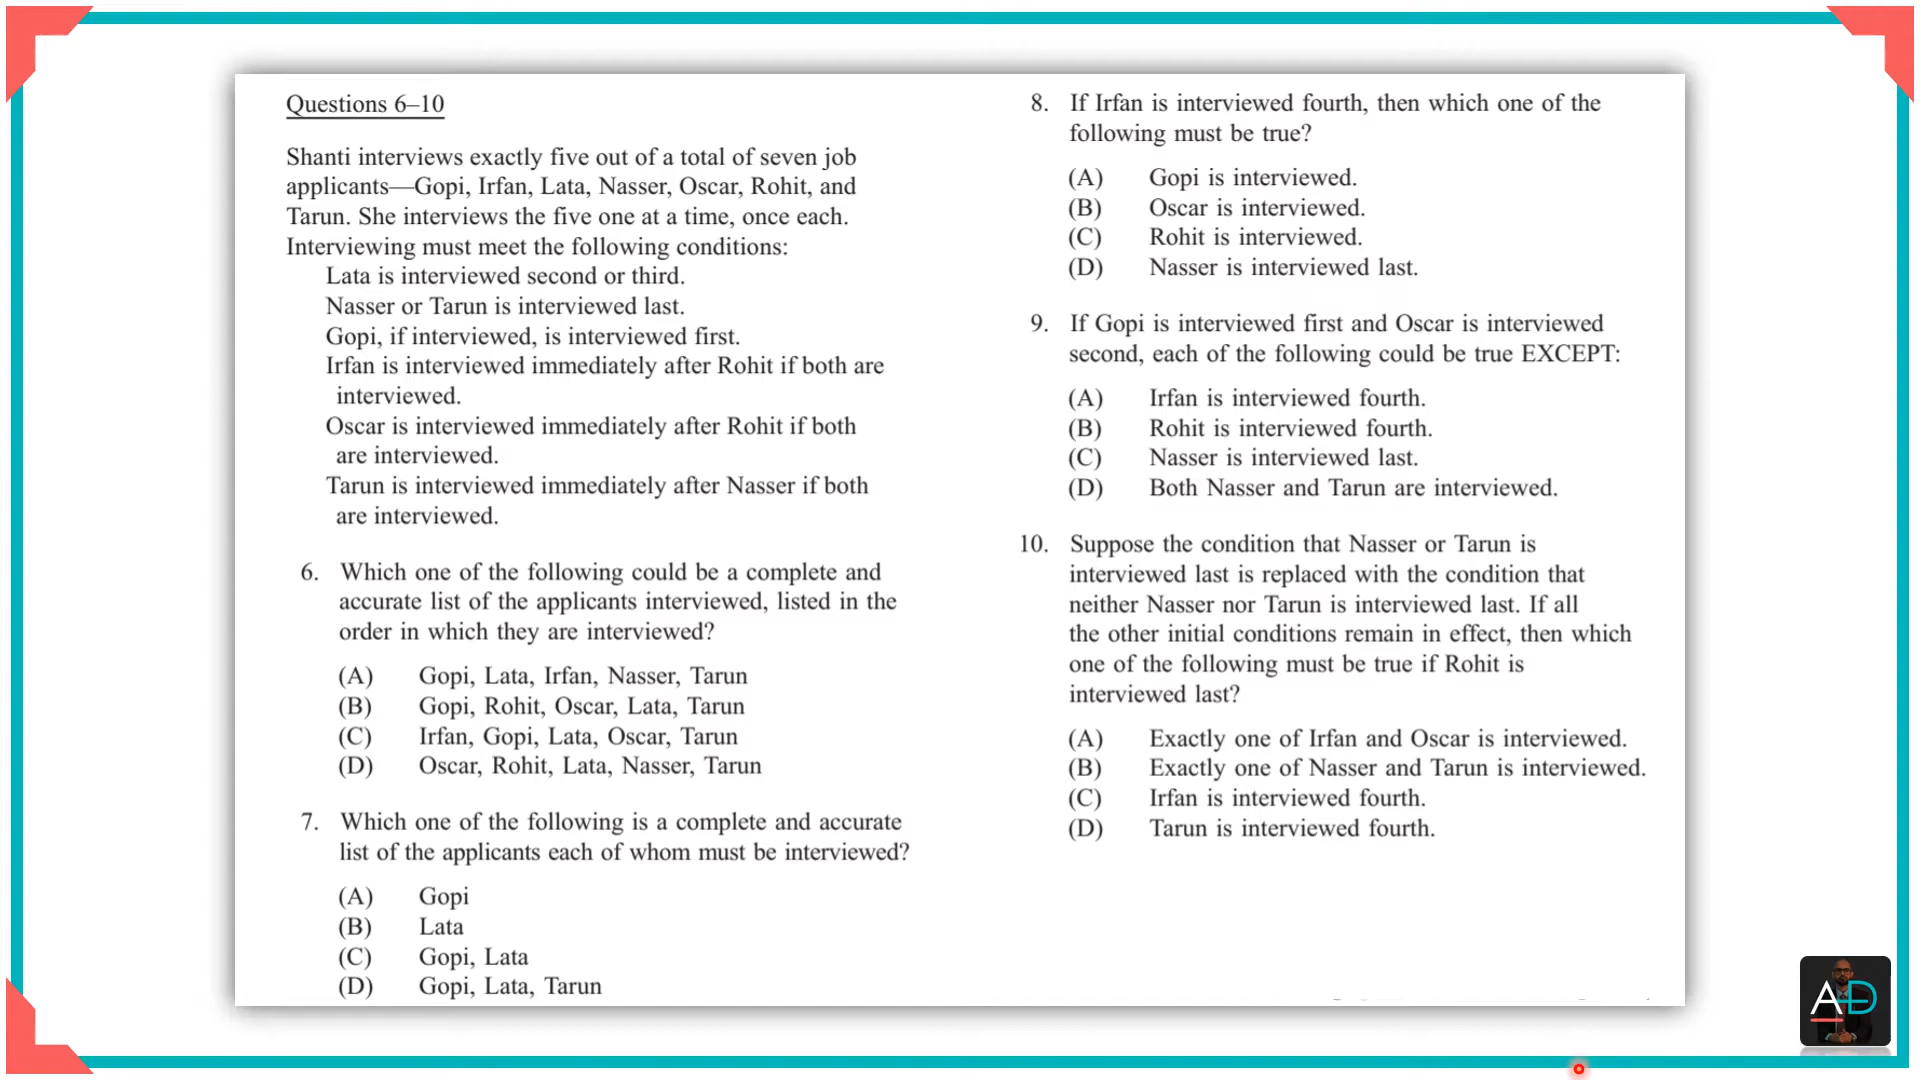 Questions 6–10
Shanti interviews exactly five out of a total of seven job
applicants—Gopi, Irfan, Lata, Nasser, Oscar, Rohit, and
Tarun. She interviews the five one at a time, once each.
Interviewing must meet the following conditions:
Lata is interviewed second or third.
Nasser or Tarun is interviewed last.
Gopi, if interviewed, is interviewed first.
Irfan is interviewed immediately after Rohit if both are
interviewed.
Oscar is interviewed immediately after Rohit if both
are interviewed.
Tarun is interviewed immediately after Nasser if both
are interviewed.
6. Which one of the following could be a complete and
accurate list of the applicants interviewed, listed in the
order in which they are interviewed?
(A) Gopi, Lata, Irfan, Nasser, Tarun
(B) Gopi, Rohit, Oscar, Lata, Tarun
(C) Irfan, Gopi, Lata, Oscar, Tarun
(D) Oscar, Rohit, Lata, Nasser, Tarun
7. Which one of the following is a complete and accurate
list of the applicants each of whom must be interviewed?
(A) Gopi
(B) Lata
(C) Gopi, Lata
(D) Gopi, Lata, Tarun
8. If Irfan is interviewed fourth, then which one of the
following must be true?
(A) Gopi is interviewed.
(B) Oscar is interviewed.
(C) Rohit is interviewed.
(D) Nasser is interviewed last.
9. If Gopi is interviewed first and Oscar is interviewed
second, each of the following could be true EXCEPT:
(A) Irfan is interviewed fourth.
(B) Rohit is interviewed fourth.
(C) Nasser is interviewed last.
(D) Both Nasser and Tarun are interviewed.
10. Suppose the condition that Nasser or Tarun is
interviewed last is replaced with the condition that
neither Nasser nor Tarun is interviewed last. If all
the other initial conditions remain in effect, then which
one of the following must be true if Rohit is
interviewed last?
(A) Exactly one of Irfan and Oscar is interviewed.
(B) Exactly one of Nasser and Tarun is interviewed.
(C) Irfan is interviewed fourth.
(D) Tarun is interviewed fourth.
AD